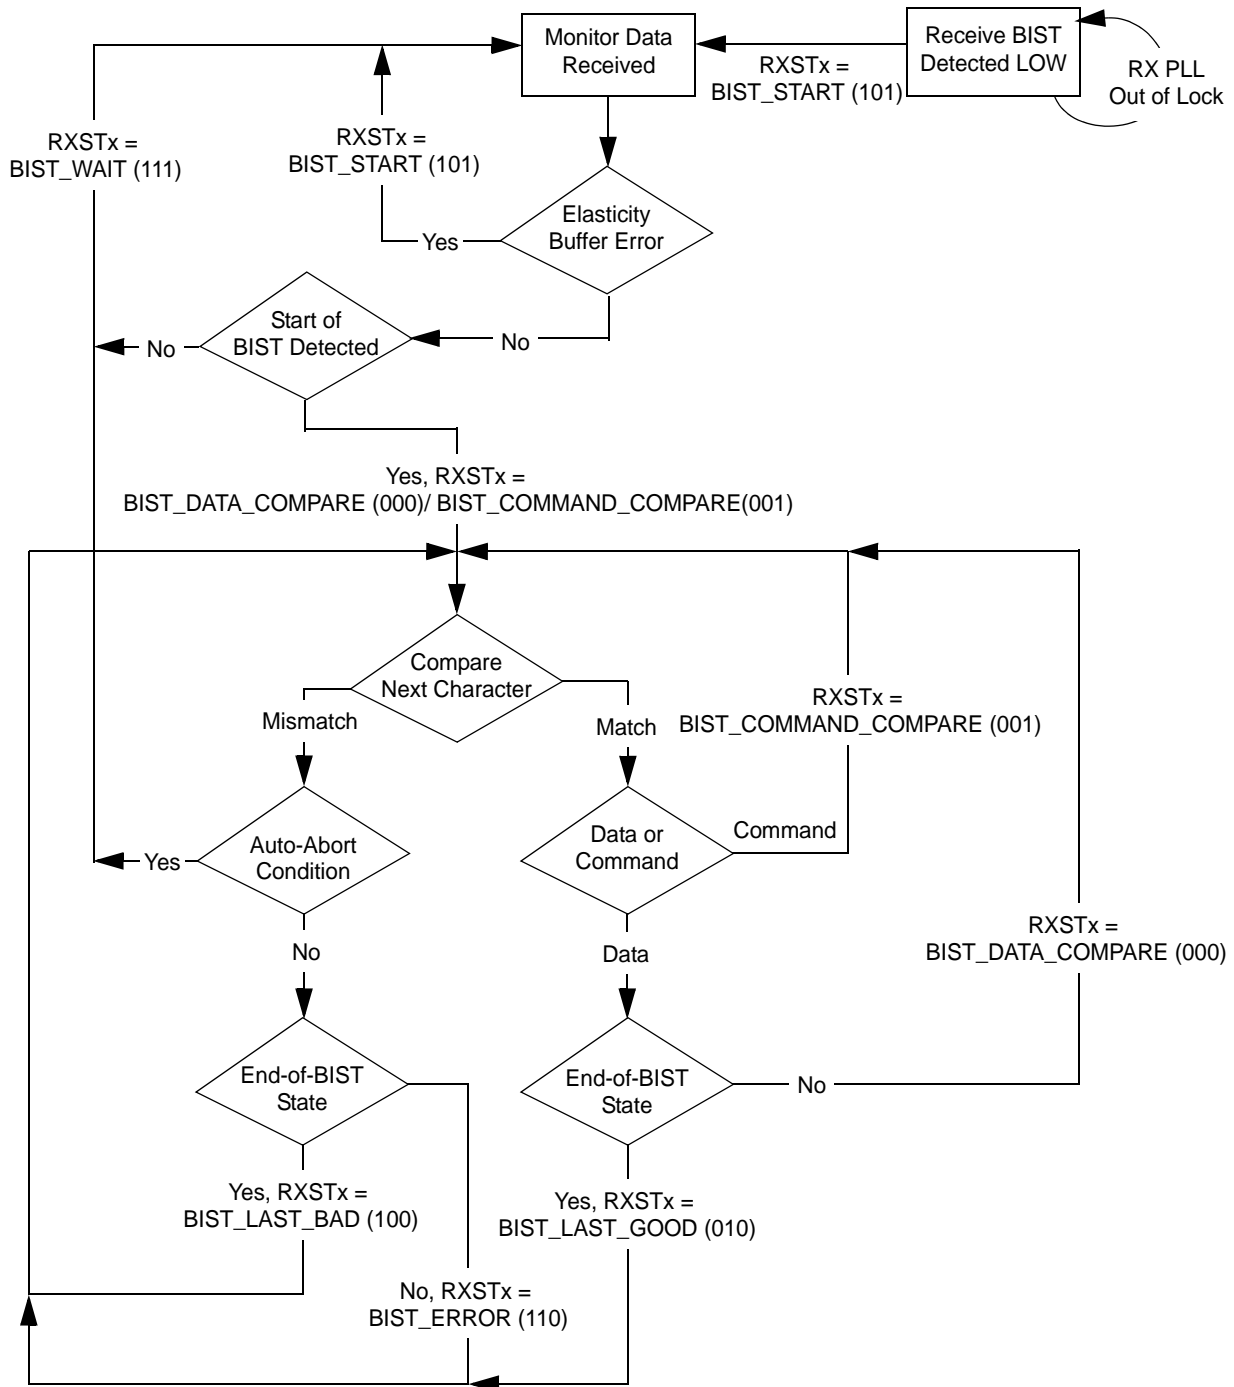 Monitor Data
Received
Receive BIST
Detected LOW
RX PLL
Out of Lock
RXSTx =
BIST_START (101)
RXSTx =
BIST_WAIT (111)
RXSTx =
BIST_START (101)
Elasticity
Buffer Error
Yes
Start of
BIST Detected
No
No
Yes, RXSTx =
BIST_DATA_COMPARE (000)/ BIST_COMMAND_COMPARE(001)
Compare
Next Character
Mismatch
Match
RXSTx =
BIST_COMMAND_COMPARE (001)
Auto-Abort
Condition
Yes
Data or
Command
Command
No
Data
RXSTx =
BIST_DATA_COMPARE (000)
End-of-BIST
State
End-of-BIST
State
No
Yes, RXSTx =
BIST_LAST_BAD (100)
Yes, RXSTx =
BIST_LAST_GOOD (010)
No, RXSTx =
BIST_ERROR (110)